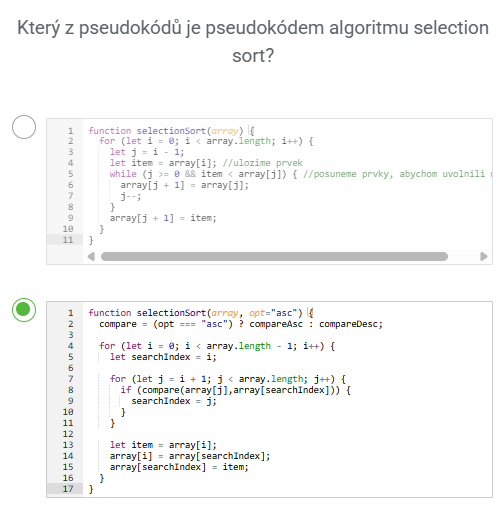 Který z pseudokódů je pseudokódem algoritmu selection
sort?
1 function selectionSort(array) {
2 for (let i = 0; i < array.length; i++) {
3 let j = i - 1;
4 let item = array[i]; //ulozime prvek
5 while (j >= 0 && item < array[j]) { //posuneme prvky, abychom uvolnili
6 array[j + 1] = array[j];
7 j--;
8 }
9 array[j + 1] = item;
10 }
11 }
1 function selectionSort(array, opt="asc") {
2 compare = (opt === "asc") ? compareAsc : compareDesc;
3
4 for (let i = 0; i < array.length - 1; i++) {
5 let searchIndex = i;
6
7 for (let j = i + 1; j < array.length; j++) {
8 if (compare(array[j],array[searchIndex])) {
9 searchIndex = j;
10 }
11 }
12
13 let item = array[i];
14 array[i] = array[searchIndex];
15 array[searchIndex] = item;
16 }
17 }